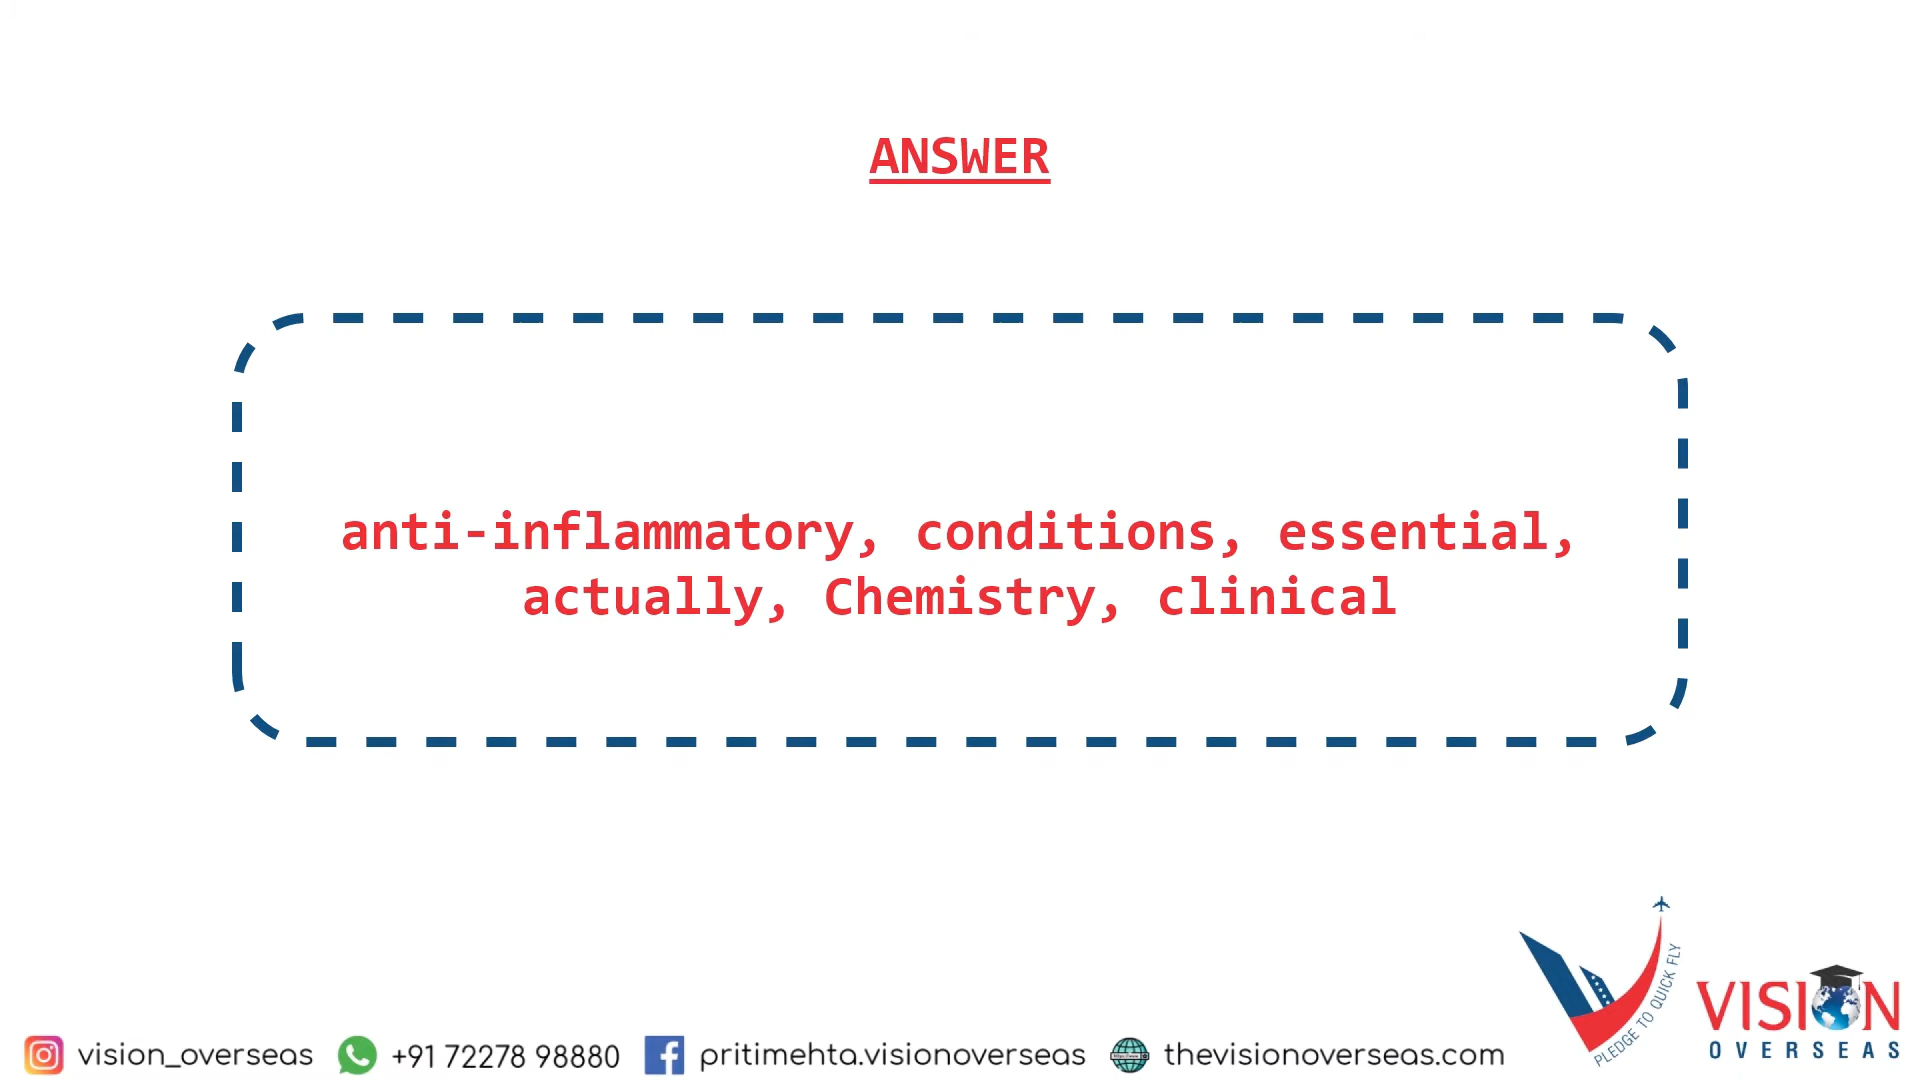 ANSWER
anti-inflammatory, conditions, essential,
actually, Chemistry, clinical
PLEDGE TO QUICK FLY
VISION
OVERSEAS
vision_overseas +91 72278 98880 pritimehta.visionoverseas thevisionoverseas.com